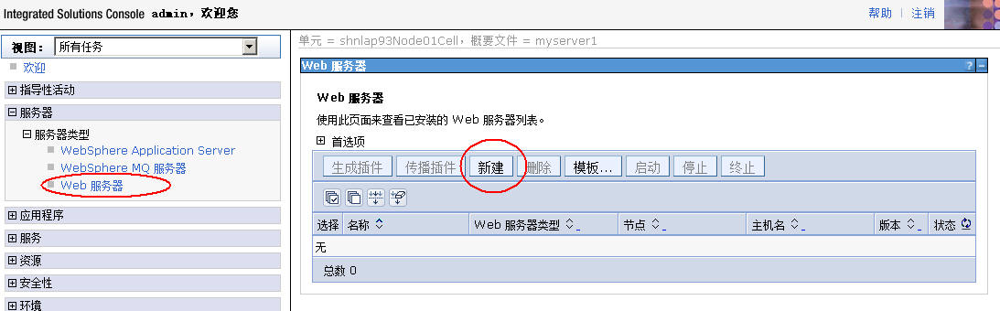 Integrated Solutions Console admin，欢迎您
帮助 | 注销
视图： 所有任务
欢迎
指导性活动
服务器
服务器类型
WebSphere Application Server
WebSphere MQ 服务器
Web 服务器
应用程序
服务
资源
安全性
环境
单元 = shnlap93Node01Cell，概要文件 = myserver1
Web 服务器 ? -
Web 服务器
使用此页面来查看已安装的 Web 服务器列表。
首选项
生成插件 传播插件 新建 删除 模板... 启动 停止 终止
选择 名称 Web 服务器类型 节点 主机名 版本 状态
无
总数 0